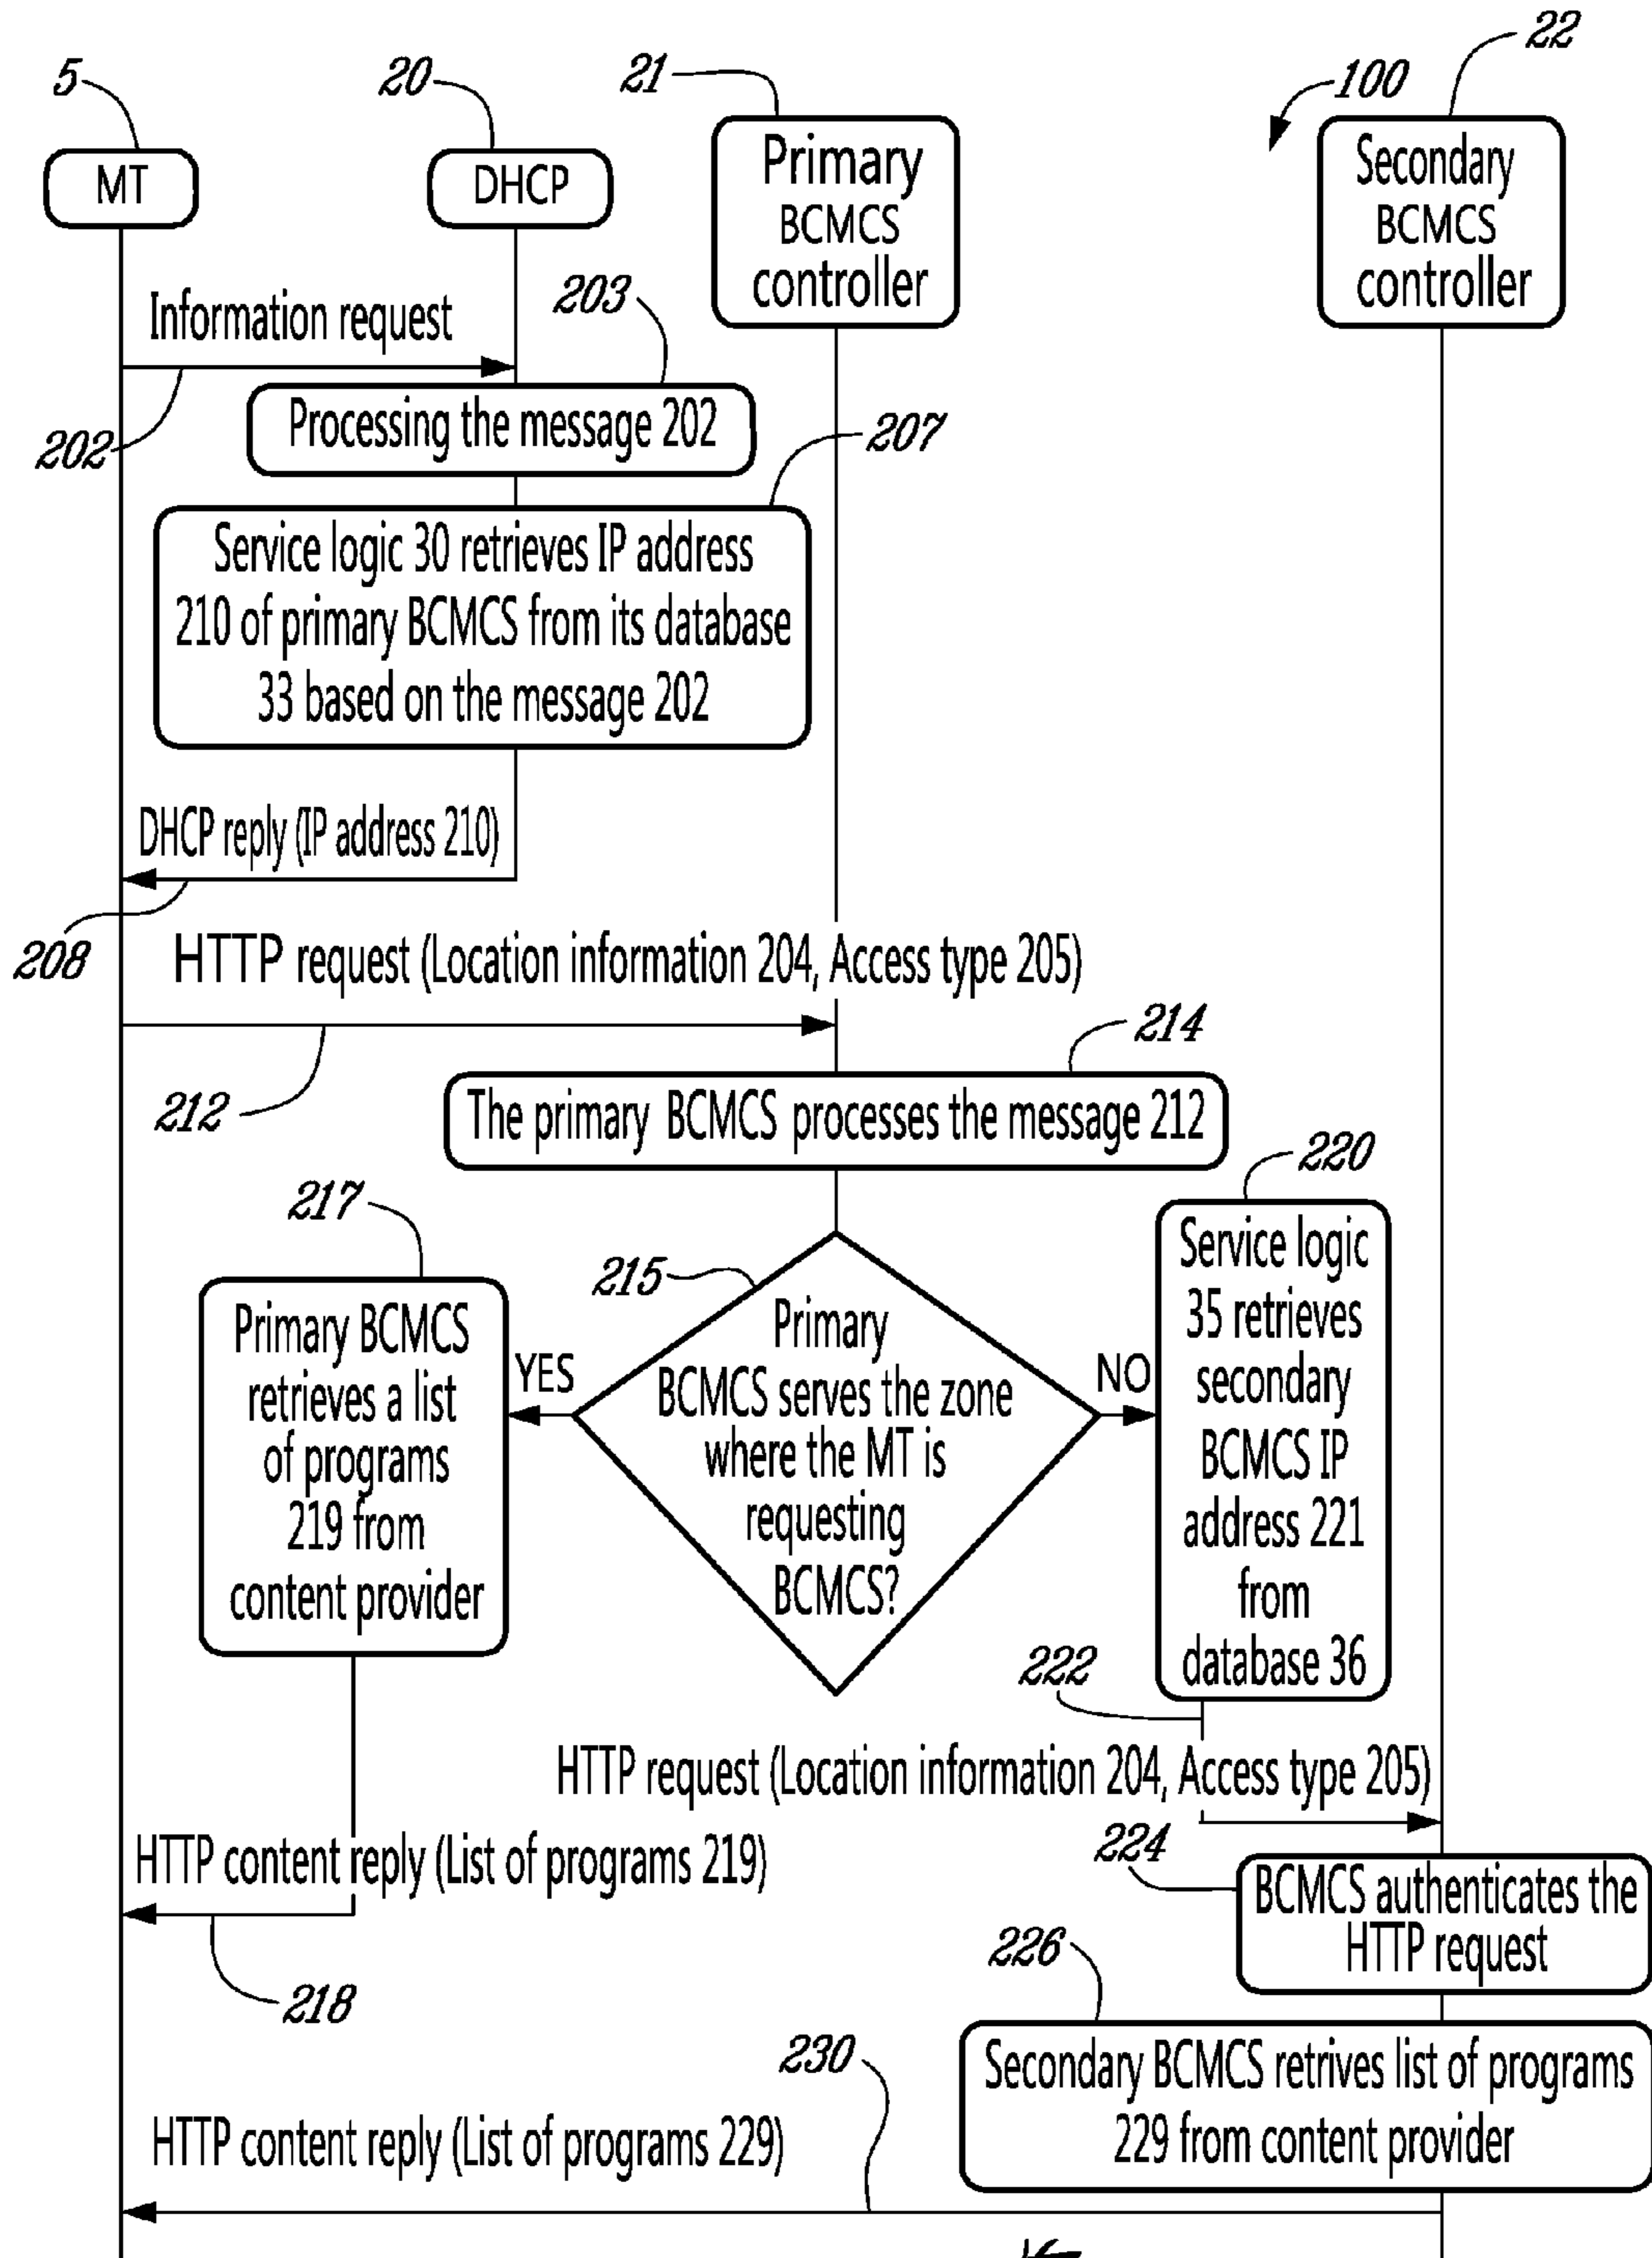 22
5
20
21
100
MT
DHCP
Primary
BCMCS
controller
Secondary
BCMCS
controller
Information request
203
202
Processing the message 202
207
Service logic 30 retrieves IP address
210 of primary BCMCS from its database
33 based on the message 202
DHCP reply (IP address 210)
208
HTTP request (Location information 204, Access type 205)
214
212
The primary BCMCS processes the message 212
220
217
215
Primary BCMCS
retrieves a list
of programs
219 from
content provider
YES
Primary
BCMCS serves the zone
where the MT is
requesting
BCMCS?
NO
Service logic
35 retrieves
secondary
BCMCS IP
address 221
from
database 36
222
HTTP request (Location information 204, Access type 205)
HTTP content reply (List of programs 219)
224
BCMCS authenticates the
HTTP request
218
226
Secondary BCMCS retrives list of programs
229 from content provider
230
HTTP content reply (List of programs 229)